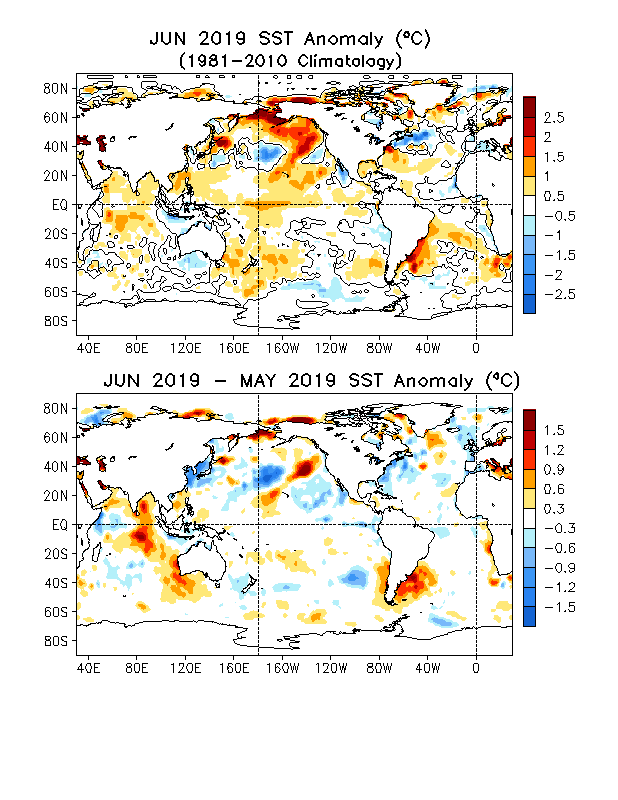 JUN 2019 SST Anomaly (°C)
(1981−2010 Climatology)
80N
60N
40N
20N
EQ
20S
40S
60S
80S
40E 80E 120E 160E 160W 120W 80W 40W 0
2.5
2
1.5
1
0.5
−0.5
−1
−1.5
−2
−2.5
JUN 2019 − MAY 2019 SST Anomaly (°C)
80N
60N
40N
20N
EQ
20S
40S
60S
80S
40E 80E 120E 160E 160W 120W 80W 40W 0
1.5
1.2
0.9
0.6
0.3
−0.3
−0.6
−0.9
−1.2
−1.5